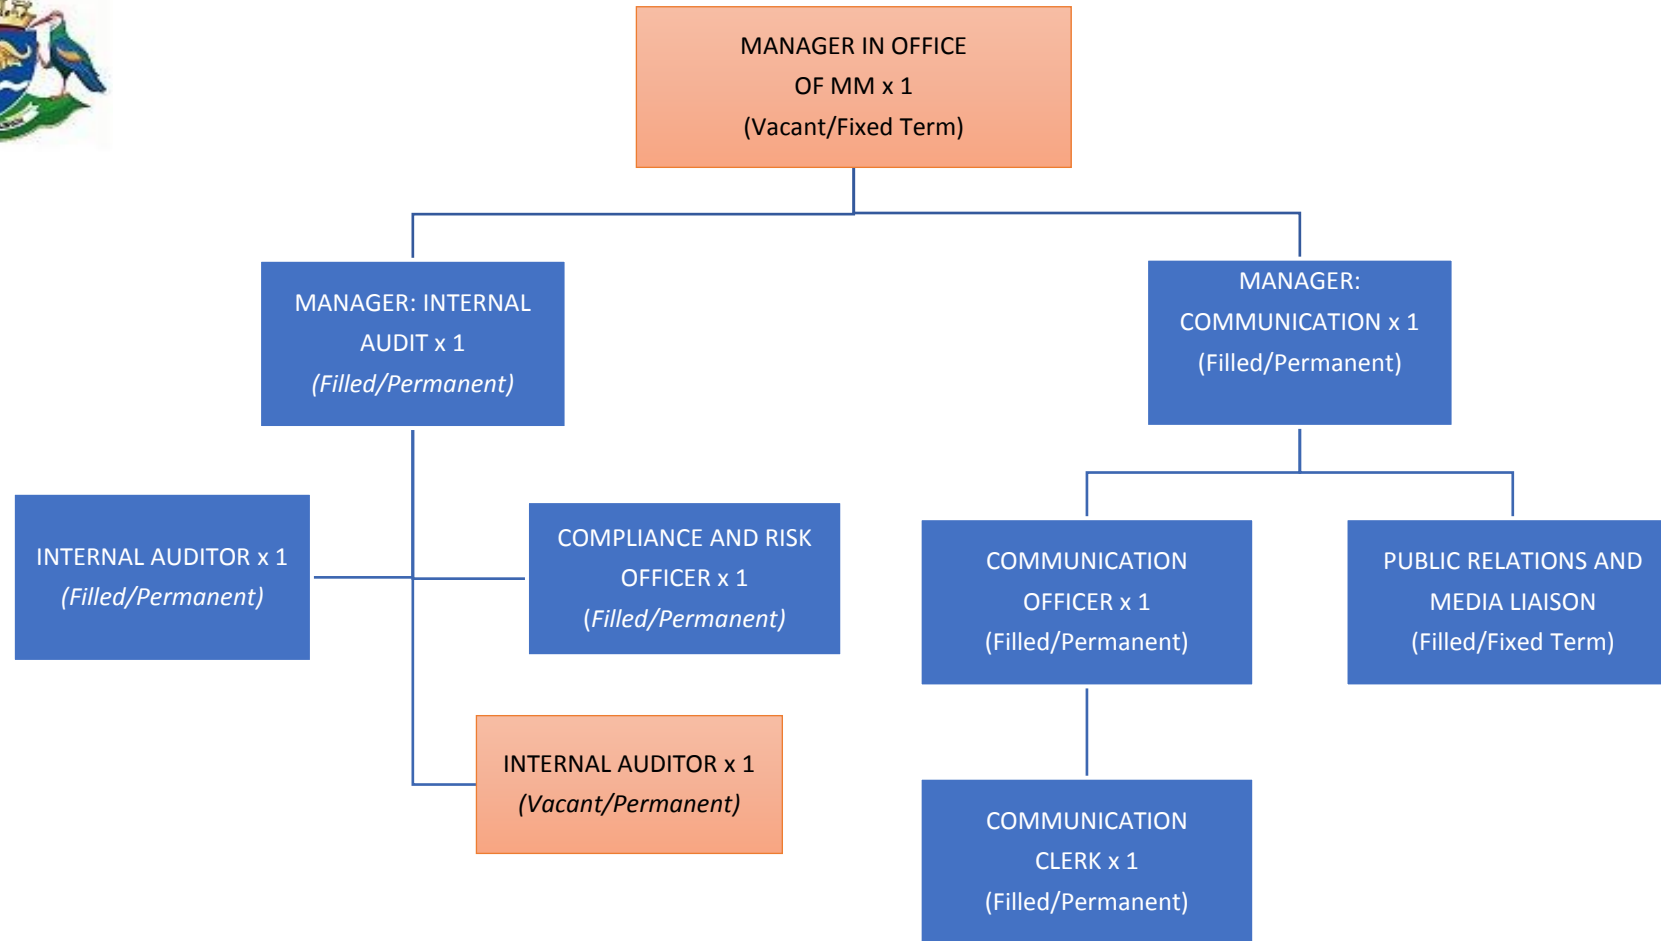 MANAGER IN OFFICE
OF MM x 1
(Vacant/Fixed Term)
MANAGER: INTERNAL
AUDIT x 1
(Filled/Permanent)
MANAGER:
COMMUNICATION x 1
(Filled/Permanent)
INTERNAL AUDITOR x 1
(Filled/Permanent)
COMPLIANCE AND RISK
OFFICER x 1
(Filled/Permanent)
COMMUNICATION
OFFICER x 1
(Filled/Permanent)
PUBLIC RELATIONS AND
MEDIA LIAISON
(Filled/Fixed Term)
INTERNAL AUDITOR x 1
(Vacant/Permanent)
COMMUNICATION
CLERK x 1
(Filled/Permanent)